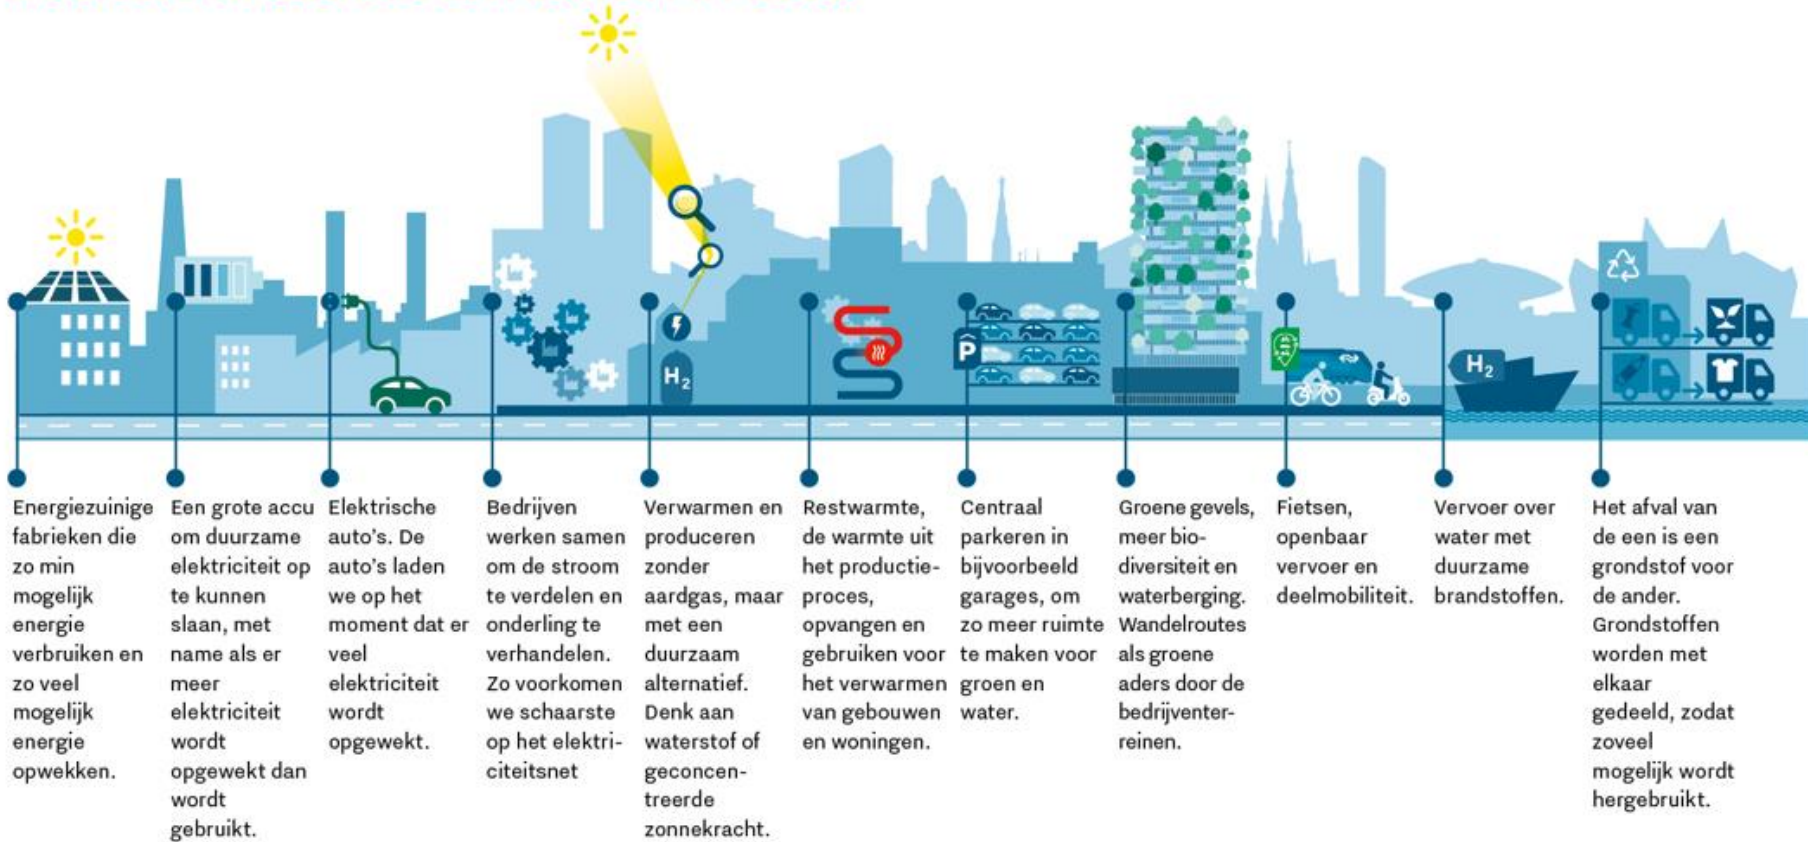 H2
P
H2
Energiezuinige
fabrieken die
zo min
mogelijk
energie
verbruiken en
zo veel
mogelijk
energie
opwekken.
Een grote accu
om duurzame
elektriciteit op
te kunnen
slaan, met
name als er
meer
elektriciteit
wordt
opgewekt dan
wordt
gebruikt.
Elektrische
auto's. De
auto's laden
we op het
moment dat er
veel
elektriciteit
wordt
opgewekt.
Bedrijven
werken samen
om de stroom
te verdelen en
onderling te
verhandelen.
Zo voorkomen
we schaarste
op het elektri-
citeitsnet
Verwarmen en
produceren
zonder
aardgas, maar
met een
duurzaam
alternatief.
Denk aan
waterstof of
geconcen-
treerde
zonnekracht.
Restwarmte,
de warmte uit
het productie-
proces,
opvangen en
gebruiken voor
het verwarmen
van gebouwen
en woningen.
Centraal
parkeren in
bijvoorbeeld
garages, om
zo meer ruimte
te maken voor
groen en
water.
Groene gevels,
meer bio-
diversiteit en
waterberging.
Wandelroutes
als groene
aders door de
bedrijventer-
reinen.
Fietsen,
openbaar
vervoer en
deelmobiliteit.
Vervoer over
water met
duurzame
brandstoffen.
Het afval van
de een is een
grondstof voor
de ander.
Grondstoffen
worden met
elkaar
gedeeld, zodat
zoveel
mogelijk wordt
hergebruikt.